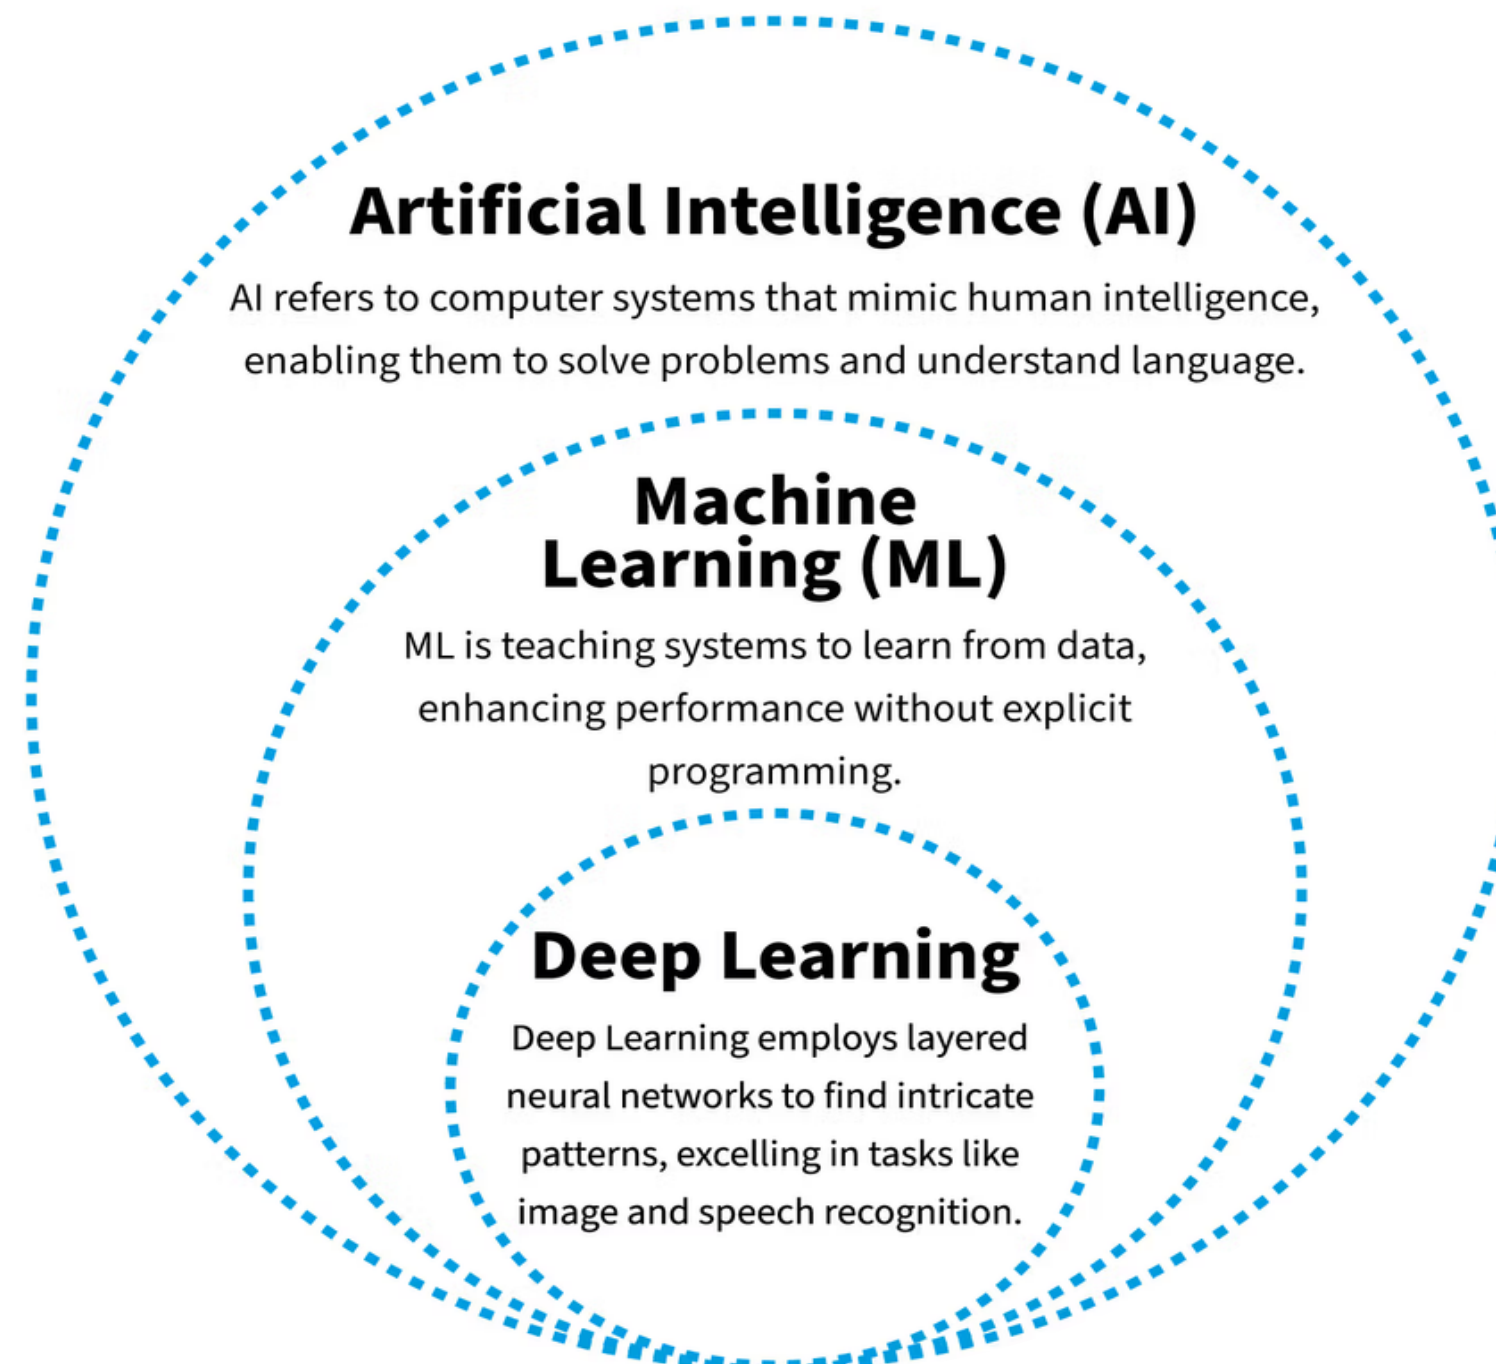 Artificial Intelligence (AI)
AI refers to computer systems that mimic human intelligence,
enabling them to solve problems and understand language.
Machine
Learning (ML)
ML is teaching systems to learn from data,
enhancing performance without explicit
programming.
Deep Learning
Deep Learning employs layered
neural networks to find intricate
patterns, excelling in tasks like
image and speech recognition.